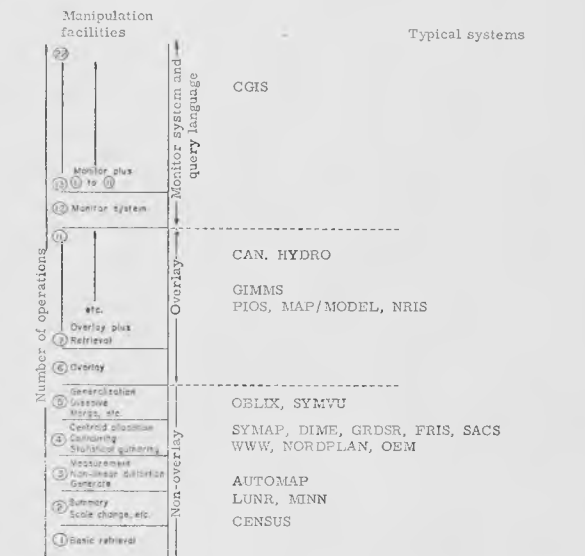 Manipulation
facilities
Typical systems
22
Monitor system and
query language
CGIS
Monitor plus
13 1 to 11
12 Monitor system
11
Number of operations
Overlay
CAN. HYDRO
GIMMS
PIOS, MAP/MODEL, NRIS
etc.
Overlay plus
7 Retrieval
6 Overlay
Generalisation
5 Dissolve
Merge, etc.
OBLIX, SYMVU
Non-overlay
Centroid allocation
4 Contouring
Statistical gathering
SYMAP, DIME, GRDSR, FRIS, SACS
WWW, NORDPLAN, OEM
Measurement
3 Non-linear distortion
Generate
AUTOMAP
LUNR, MINN
2 Summary
Scale change, etc.
CENSUS
1 Basic retrieval